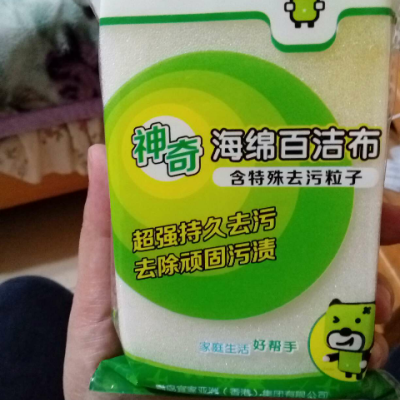 神奇 海绵百洁布
含特殊去污粒子
超强持久去污
去除顽固污渍
家庭生活 好帮手